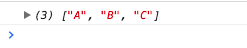 (3) ["A", "B", "C"]